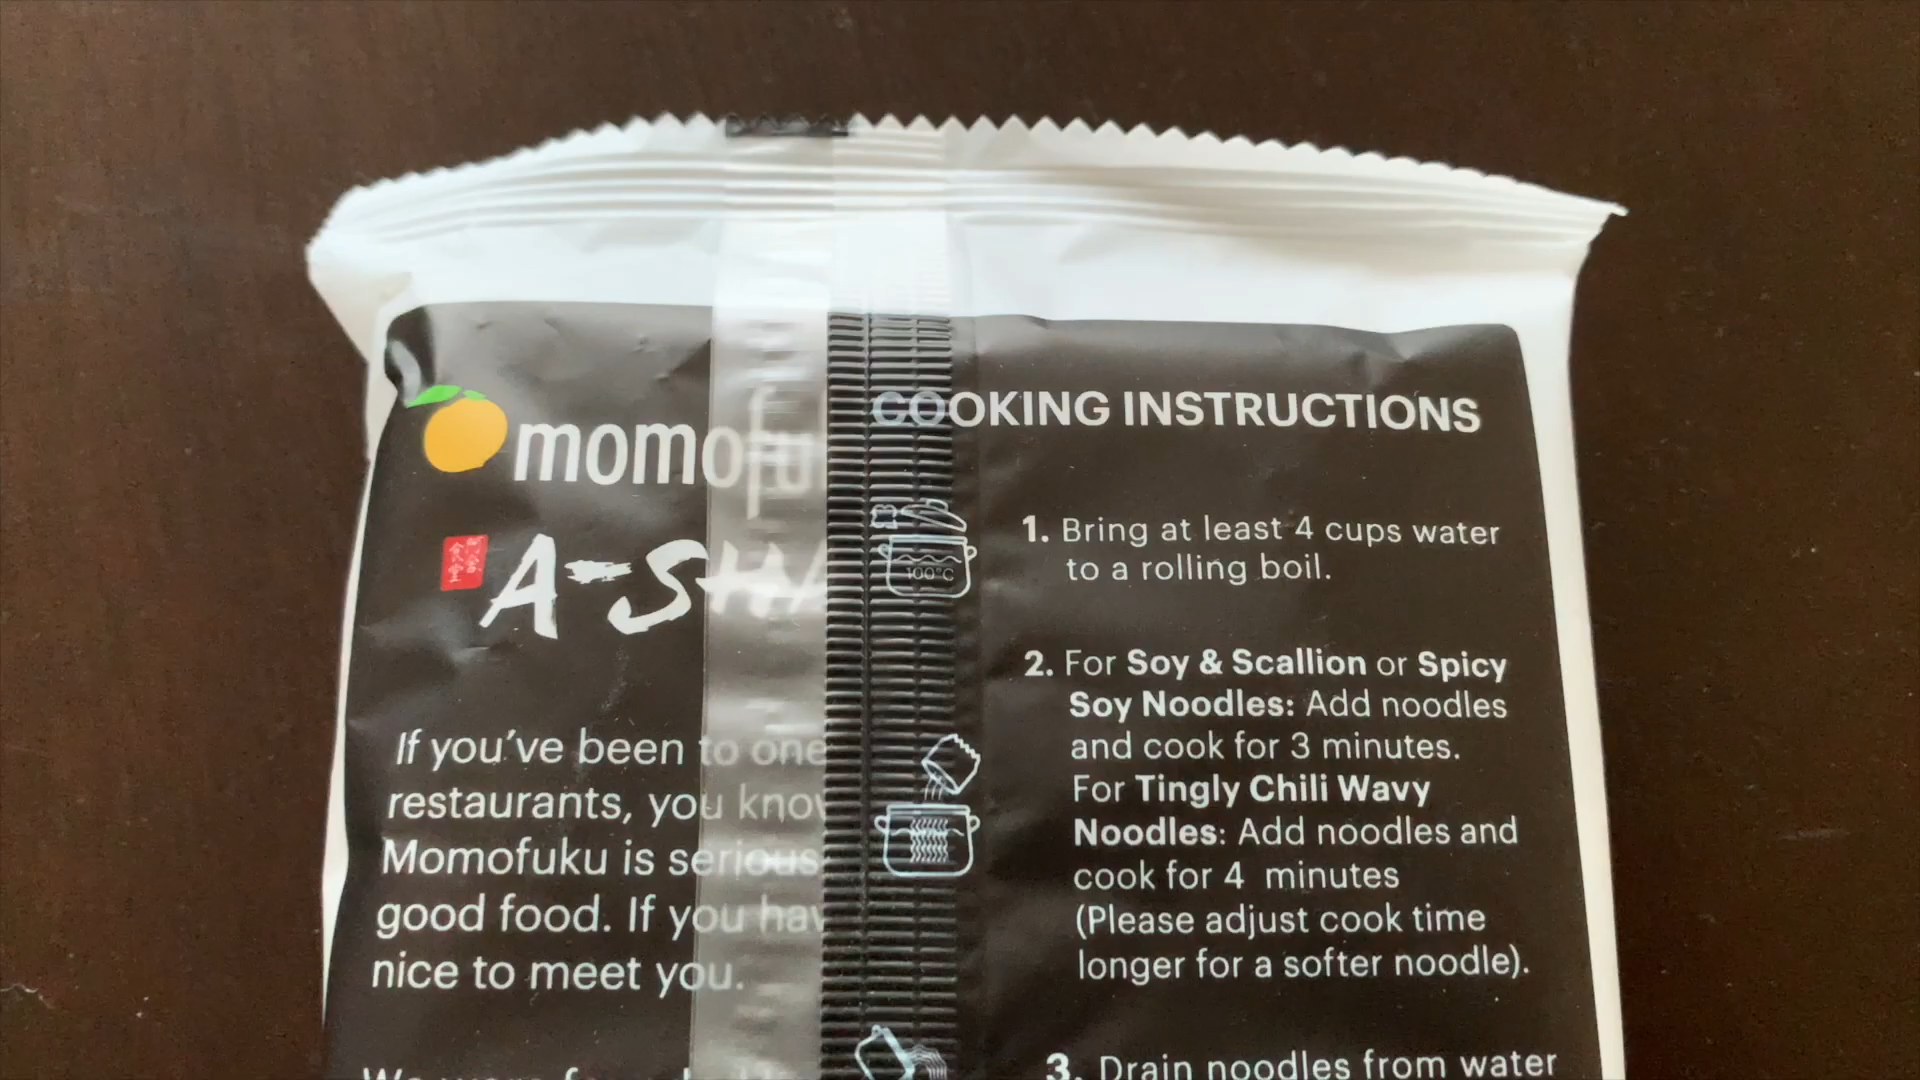 momofu
A-SHA
If you've been to one
restaurants, you know
Momofuku is serious
good food. If you hav
nice to meet you.
COOKING INSTRUCTIONS
100°C
1. Bring at least 4 cups water
to a rolling boil.
2. For Soy & Scallion or Spicy
Soy Noodles: Add noodles
and cook for 3 minutes.
For Tingly Chili Wavy
Noodles: Add noodles and
cook for 4 minutes
(Please adjust cook time
longer for a softer noodle).
3. Drain noodles from water